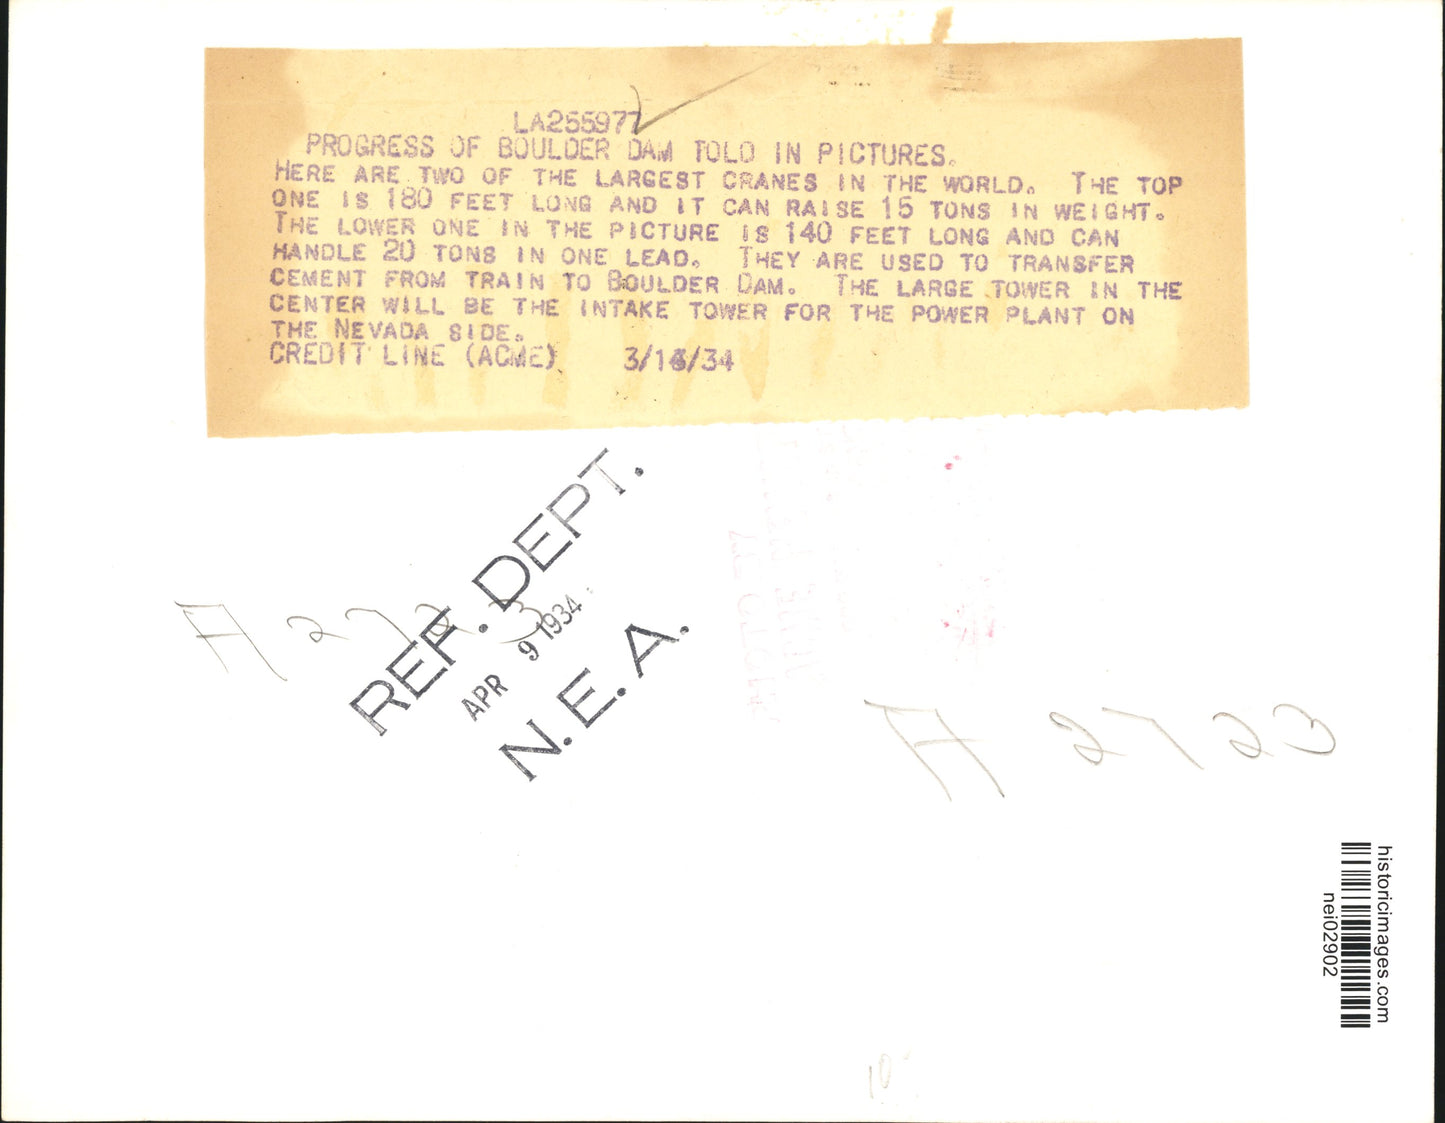 LA255977
PROGRESS OF BOULDER DAM TOLD IN PICTURES.
HERE ARE TWO OF THE LARGEST CRANES IN THE WORLD. THE TOP
ONE IS 180 FEET LONG AND IT CAN RAISE 15 TONS IN WEIGHT.
THE LOWER ONE IN THE PICTURE IS 140 FEET LONG AND CAN
HANDLE 20 TONS IN ONE LEAD. THEY ARE USED TO TRANSFER
CEMENT FROM TRAIN TO BOULDER DAM. THE LARGE TOWER IN THE
CENTER WILL BE THE INTAKE TOWER FOR THE POWER PLANT ON
THE NEVADA SIDE.
CREDIT LINE (ACME)
REF. DEPT.
APR 9 1934
N.E.A.
A 2723
A 2723
historicimages.com
nei02902